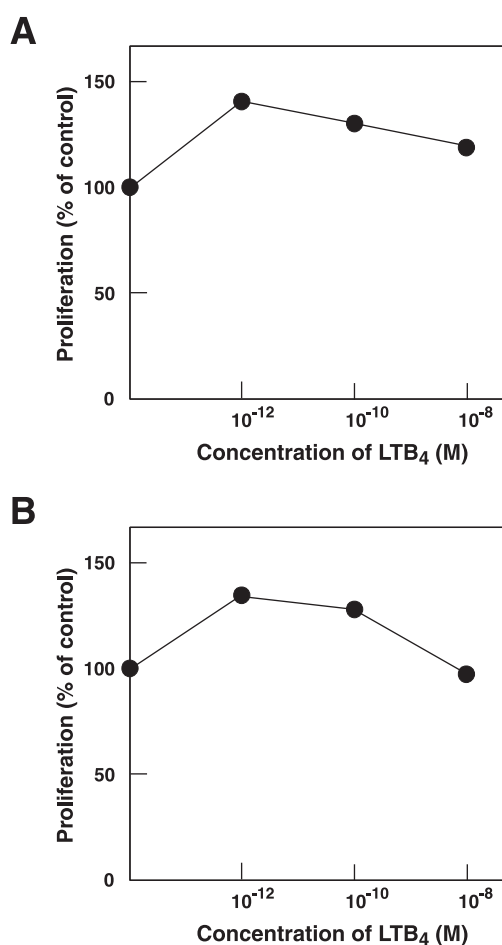 A
Proliferation (% of control)
150
100
50
0
10⁻¹²
10⁻¹⁰
10⁻⁸
Concentration of LTB₄ (M)
B
Proliferation (% of control)
150
100
50
0
10⁻¹²
10⁻¹⁰
10⁻⁸
Concentration of LTB₄ (M)